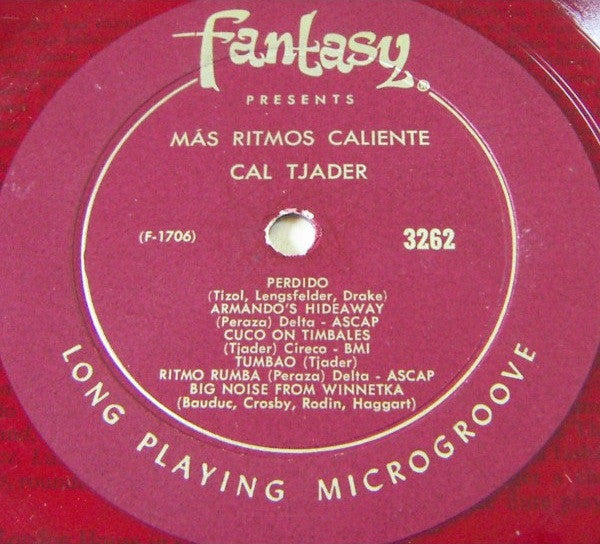 fantasy.
PRESENTS
MÁS RITMOS CALIENTE
CAL TJADER
(F-1706)
3262
PERDIDO
(Tizol, Lengsfelder, Drake)
ARMANDO'S HIDEAWAY
(Peraza) Delta - ASCAP
CUCO ON TIMBALES
(Tjader) Cireco - BMI
TUMBAO (Tjader)
RITMO RUMBA (Peraza) Delta - ASCAP
BIG NOISE FROM WINNETKA
(Bauduc, Crosby, Rodin, Haggart)
LONG PLAYING MICROGROOVE